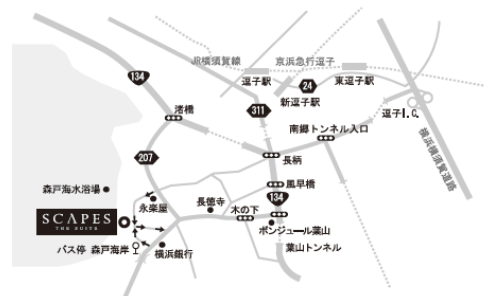 JR横須賀線
京浜急行逗子
134
逗子駅
24
東逗子駅
新逗子駅
渚橋
311
逗子I.C.
南郷トンネル入口
横浜横須賀道路
207
長柄
森戸海水浴場
風早橋
永楽屋
長徳寺
134
木の下
SCAPES
THE SUITE
ボンジュール葉山
バス停 森戸海岸
横浜銀行
葉山トンネル